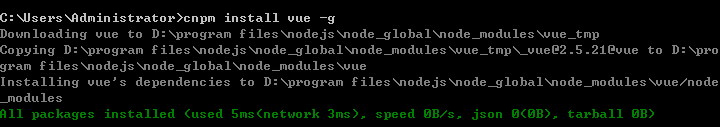 C:\Users\Administrator>cnpm install vue -g
Downloading vue to D:\program files\nodejs\node_global\node_modules\vue_tmp
Copying D:\program files\nodejs\node_global\node_modules\vue_tmp\_vue@2.5.21@vue to D:\pro
gram files\nodejs\node_global\node_modules\vue
Installing vue's dependencies to D:\program files\nodejs\node_global\node_modules\vue/node
_modules
All packages installed (used 5ms(network 3ms), speed 0B/s, json 0(0B), tarball 0B)